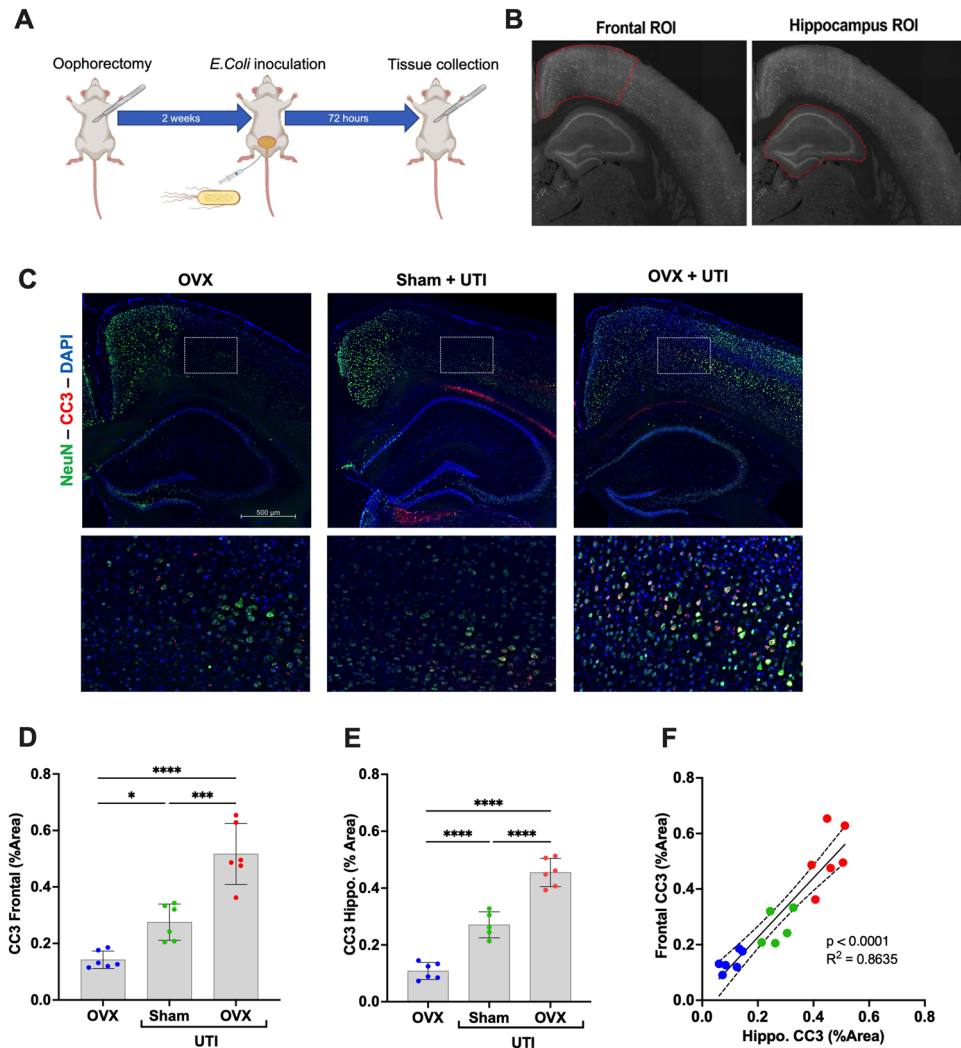 A
Oophorectomy
E.Coli inoculation
Tissue collection
2 weeks
72 hours
B
Frontal ROI
Hippocampus ROI
C
OVX
Sham + UTI
OVX + UTI
NeuN – CC3 – DAPI
500 µm
D
CC3 Frontal (%Area)
0.8
0.6
0.4
0.2
0.0
****
*
***
OVX
Sham
OVX
UTI
E
CC3 Hippo. (% Area)
0.8
0.6
0.4
0.2
0.0
****
****
****
OVX
Sham
OVX
UTI
F
Frontal CC3 (%Area)
0.8
0.6
0.4
0.2
0.0
p < 0.0001
R² = 0.8635
0.0
0.2
0.4
0.6
0.8
Hippo. CC3 (%Area)